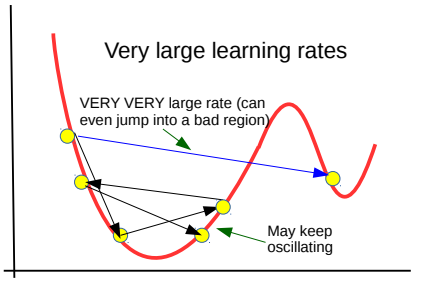 Very large learning rates
VERY VERY large rate (can
even jump into a bad region)
May keep
oscillating